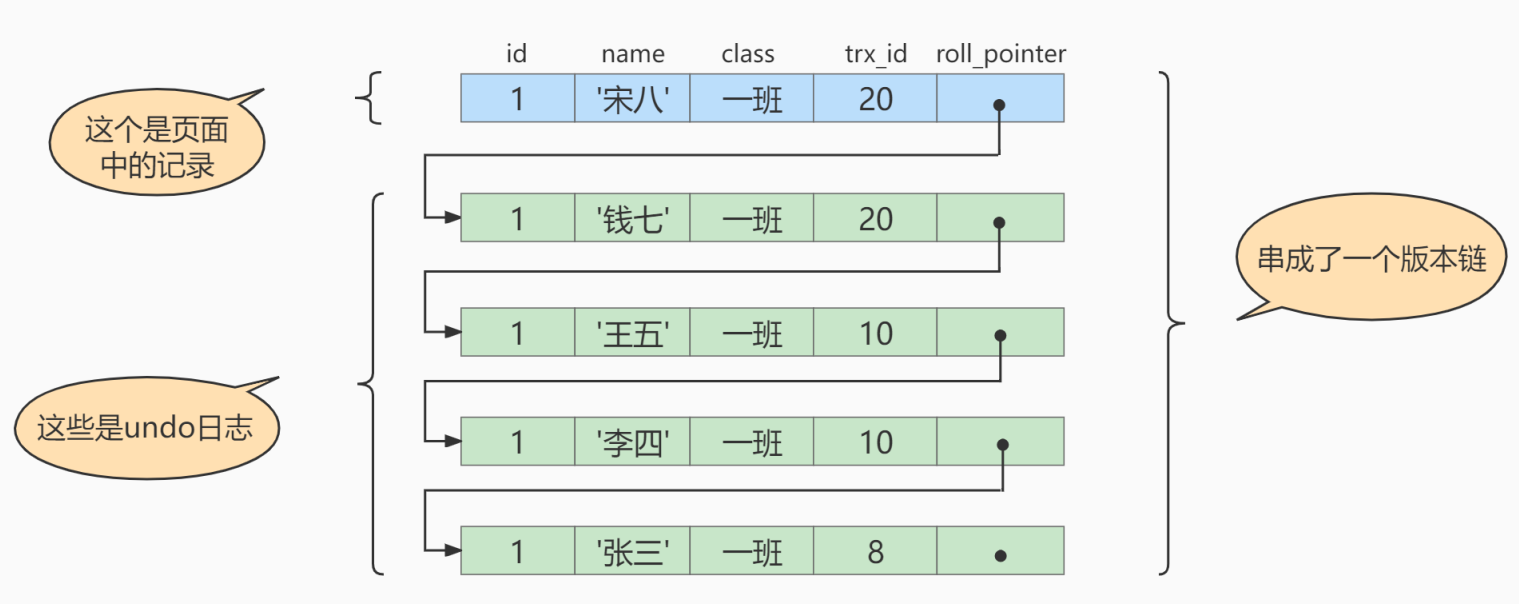 id name class trx_id roll_pointer
1 '宋八' 一班 20
这个是页面
中的记录
1 '钱七' 一班 20
串成了一个版本链
1 '王五' 一班 10
这些是undo日志
1 '李四' 一班 10
1 '张三' 一班 8